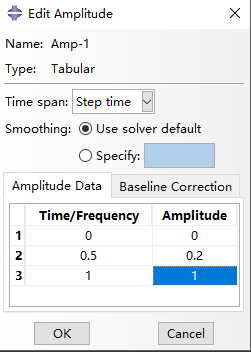 Edit Amplitude
Name: Amp-1
Type: Tabular
Time span: Step time
Smoothing: Use solver default
Specify:
Amplitude Data Baseline Correction
Time/Frequency Amplitude
1 0 0
2 0.5 0.2
3 1 1
OK Cancel